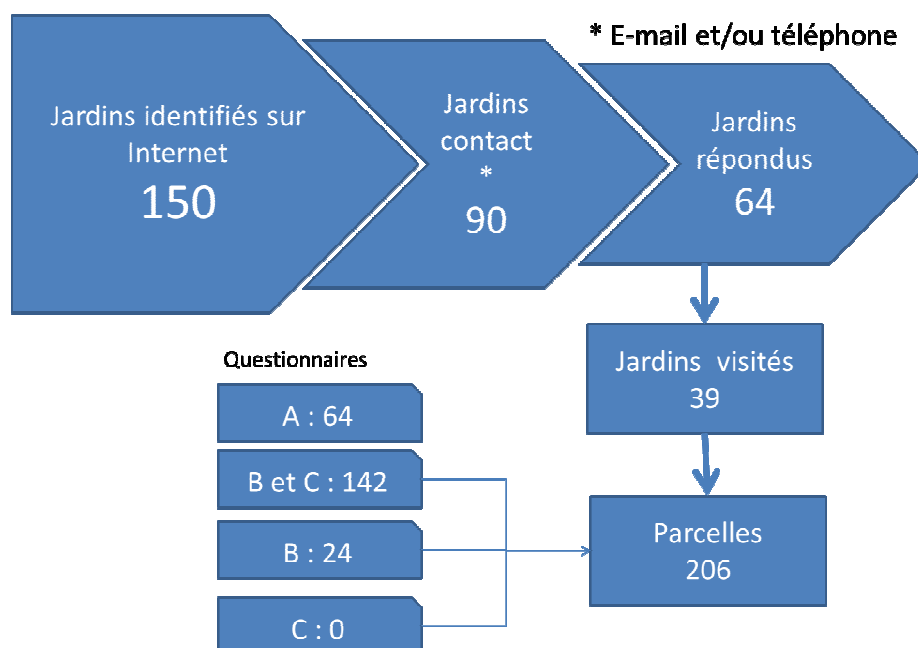 * E-mail et/ou téléphone
Jardins identifiés sur
Internet
150
Jardins
contact
*
90
Jardins
répondus
64
Jardins visités
39
Questionnaires
A : 64
B et C : 142
B : 24
C : 0
Parcelles
206